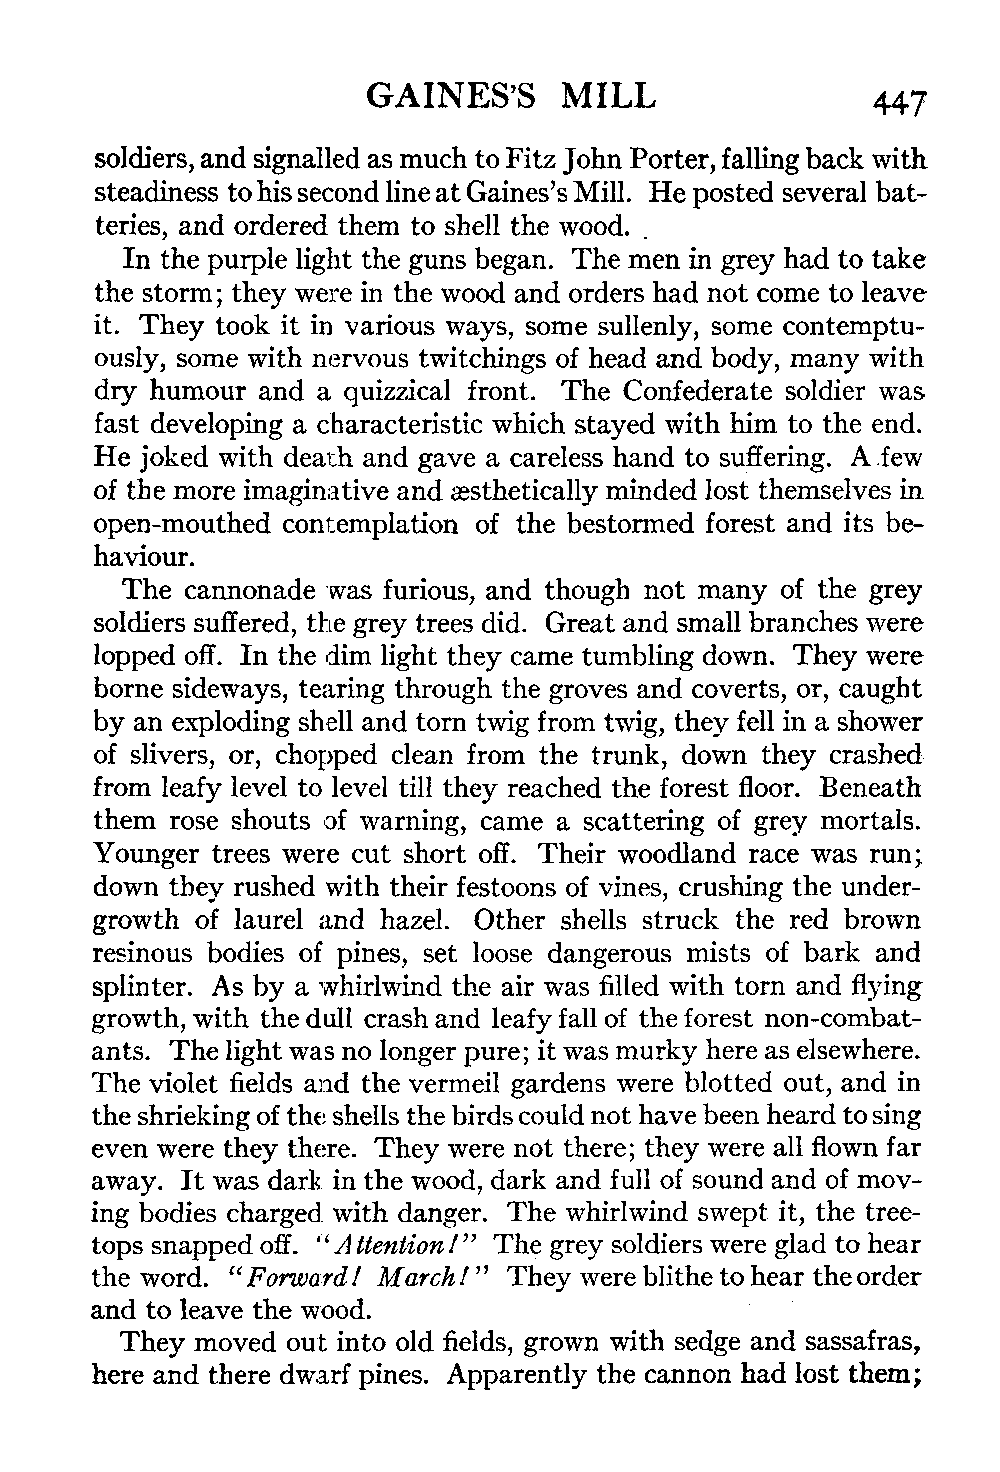 GAINES'S MILL 447
soldiers, and signalled as much to Fitz John Porter, falling back with
steadiness to his second line at Gaines's Mill. He posted several bat-
teries, and ordered them to shell the wood.
In the purple light the guns began. The men in grey had to take
the storm; they were in the wood and orders had not come to leave
it. They took it in various ways, some sullenly, some contemptu-
ously, some with nervous twitchings of head and body, many with
dry humour and a quizzical front. The Confederate soldier was
fast developing a characteristic which stayed with him to the end.
He joked with death and gave a careless hand to suffering. A few
of the more imaginative and æsthetically minded lost themselves in
open-mouthed contemplation of the bestormed forest and its be-
haviour.
The cannonade was furious, and though not many of the grey
soldiers suffered, the grey trees did. Great and small branches were
lopped off. In the dim light they came tumbling down. They were
borne sideways, tearing through the groves and coverts, or, caught
by an exploding shell and torn twig from twig, they fell in a shower
of slivers, or, chopped clean from the trunk, down they crashed
from leafy level to level till they reached the forest floor. Beneath
them rose shouts of warning, came a scattering of grey mortals.
Younger trees were cut short off. Their woodland race was run;
down they rushed with their festoons of vines, crushing the under-
growth of laurel and hazel. Other shells struck the red brown
resinous bodies of pines, set loose dangerous mists of bark and
splinter. As by a whirlwind the air was filled with torn and flying
growth, with the dull crash and leafy fall of the forest non-combat-
ants. The light was no longer pure; it was murky here as elsewhere.
The violet fields and the vermeil gardens were blotted out, and in
the shrieking of the shells the birds could not have been heard to sing
even were they there. They were not there; they were all flown far
away. It was dark in the wood, dark and full of sound and of mov-
ing bodies charged with danger. The whirlwind swept it, the tree-
tops snapped off. "Attention!" The grey soldiers were glad to hear
the word. "Forward! March!" They were blithe to hear the order
and to leave the wood.
They moved out into old fields, grown with sedge and sassafras,
here and there dwarf pines. Apparently the cannon had lost them;